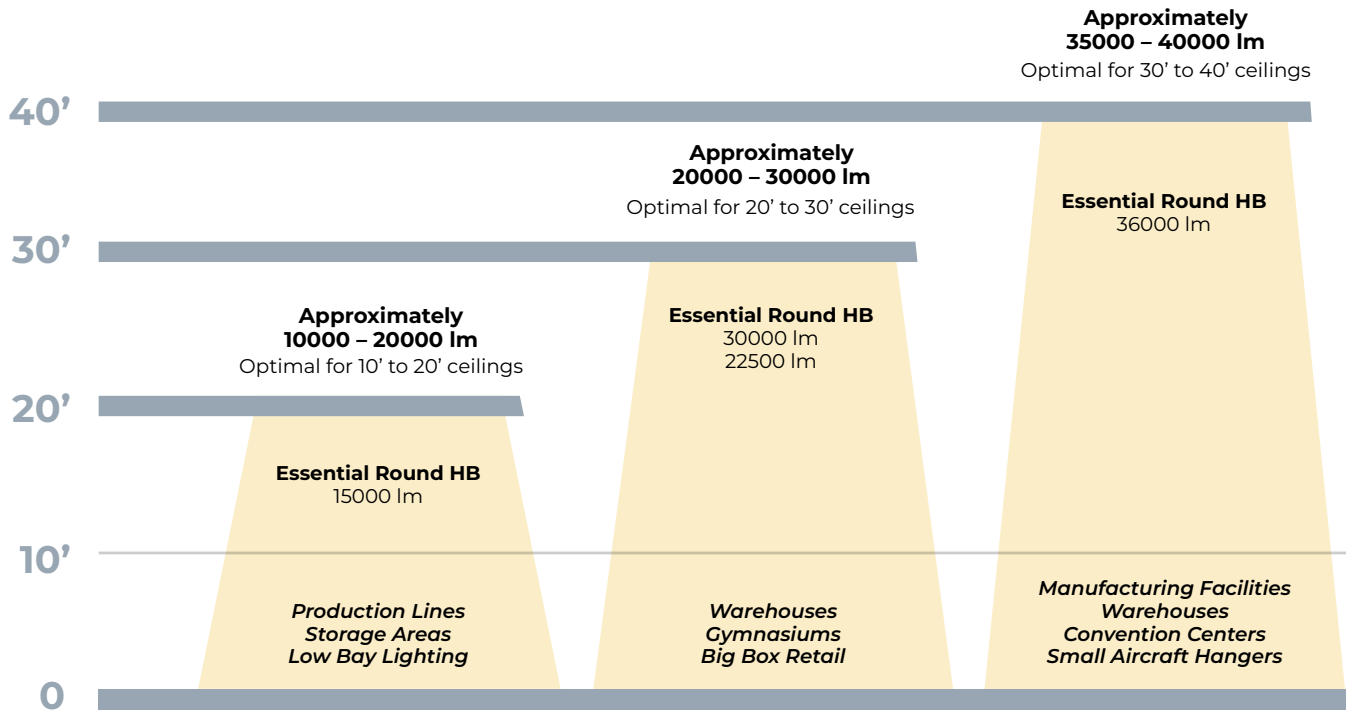 Approximately
35000 – 40000 lm
Optimal for 30’ to 40’ ceilings
40’
Essential Round HB
36000 lm
Approximately
20000 – 30000 lm
Optimal for 20’ to 30’ ceilings
30’
Essential Round HB
30000 lm
22500 lm
Approximately
10000 – 20000 lm
Optimal for 10’ to 20’ ceilings
20’
Essential Round HB
15000 lm
10’
Production Lines
Storage Areas
Low Bay Lighting
Warehouses
Gymnasiums
Big Box Retail
Manufacturing Facilities
Warehouses
Convention Centers
Small Aircraft Hangers
0